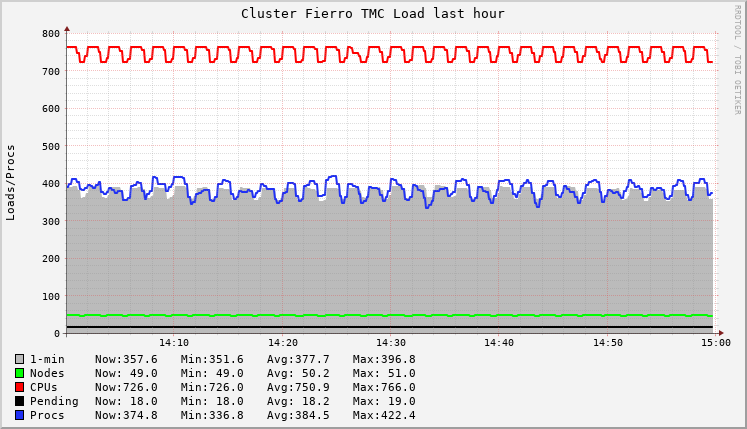 Cluster Fierro TMC Load last hour
RRDTOOL / TOBI OETIKER
Loads/Procs
800
700
600
500
400
300
200
100
0
14:10 14:20 14:30 14:40 14:50 15:00
1-min Now:357.6 Min:351.6 Avg:377.7 Max:396.8
Nodes Now: 49.0 Min: 49.0 Avg: 50.2 Max: 51.0
CPUs Now:726.0 Min:726.0 Avg:750.9 Max:766.0
Pending Now: 18.0 Min: 18.0 Avg: 18.2 Max: 19.0
Procs Now:374.8 Min:336.8 Avg:384.5 Max:422.4